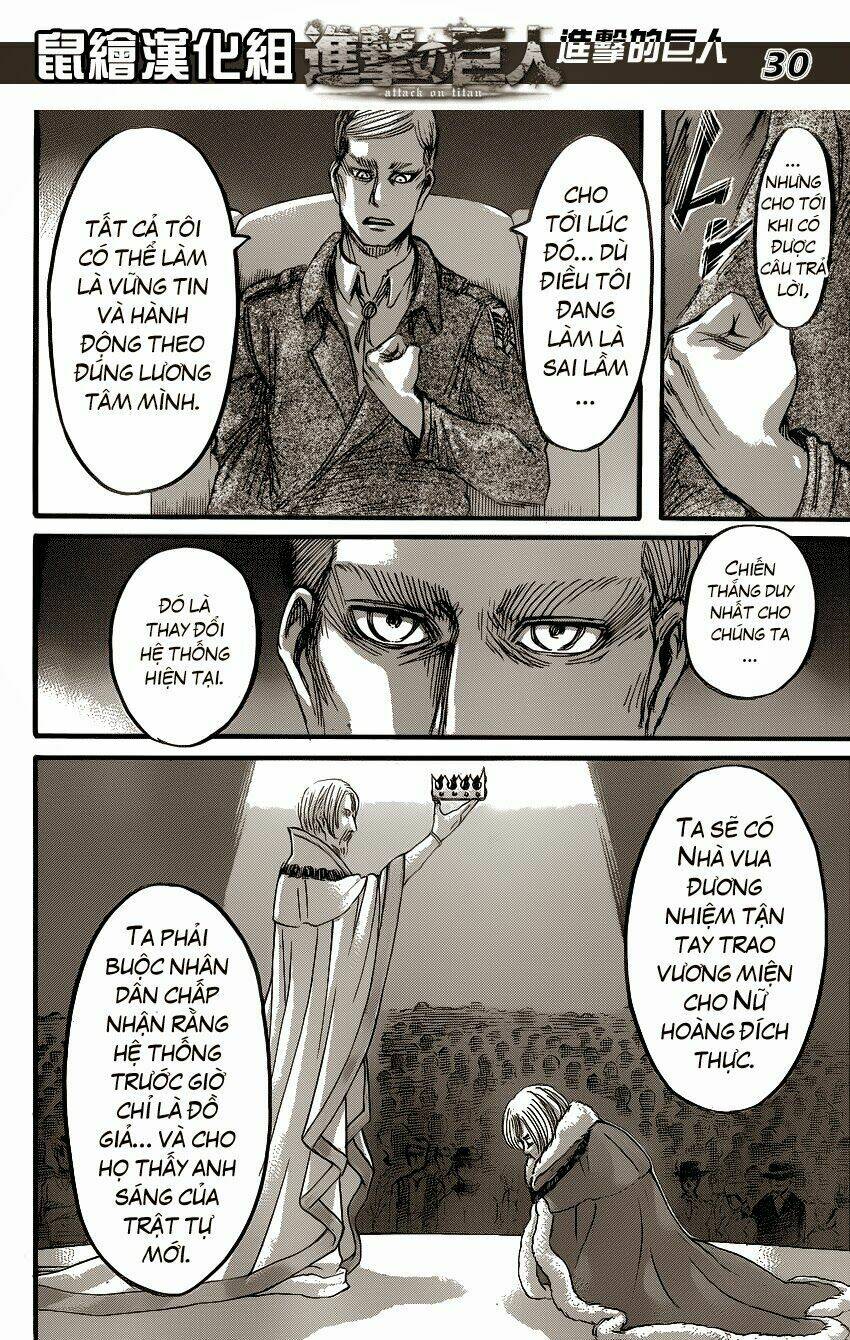 鼠繪漢化組
進撃の巨人
attack on titan
進擊的巨人
30
...
NHƯNG
CHO TỚI
KHI CÓ
ĐƯỢC
CÂU TRẢ
LỜI,
CHO
TỚI LÚC
ĐÓ... DÙ
ĐIỀU TÔI
ĐANG
LÀM LÀ
SAI LẦM
...
TẤT CẢ TÔI
CÓ THỂ LÀM
LÀ VỮNG TIN
VÀ HÀNH
ĐỘNG THEO
ĐÚNG LƯƠNG
TÂM MÌNH.
CHIẾN
THẮNG DUY
NHẤT CHO
CHÚNG TA
...
ĐÓ LÀ
THAY ĐỔI
HỆ THỐNG
HIỆN TẠI.
TA SẼ CÓ
NHÀ VUA
ĐƯƠNG
NHIỆM TẬN
TAY TRAO
VƯƠNG MIỆN
CHO NỮ
HOÀNG ĐÍCH
THỰC.
TA PHẢI
BUỘC NHÂN
DÂN CHẤP
NHẬN RẰNG
HỆ THỐNG
TRƯỚC GIỜ
CHỈ LÀ ĐỒ
GIẢ... VÀ CHO
HỌ THẤY ANH
SÁNG CỦA
TRẬT TỰ
MỚI.